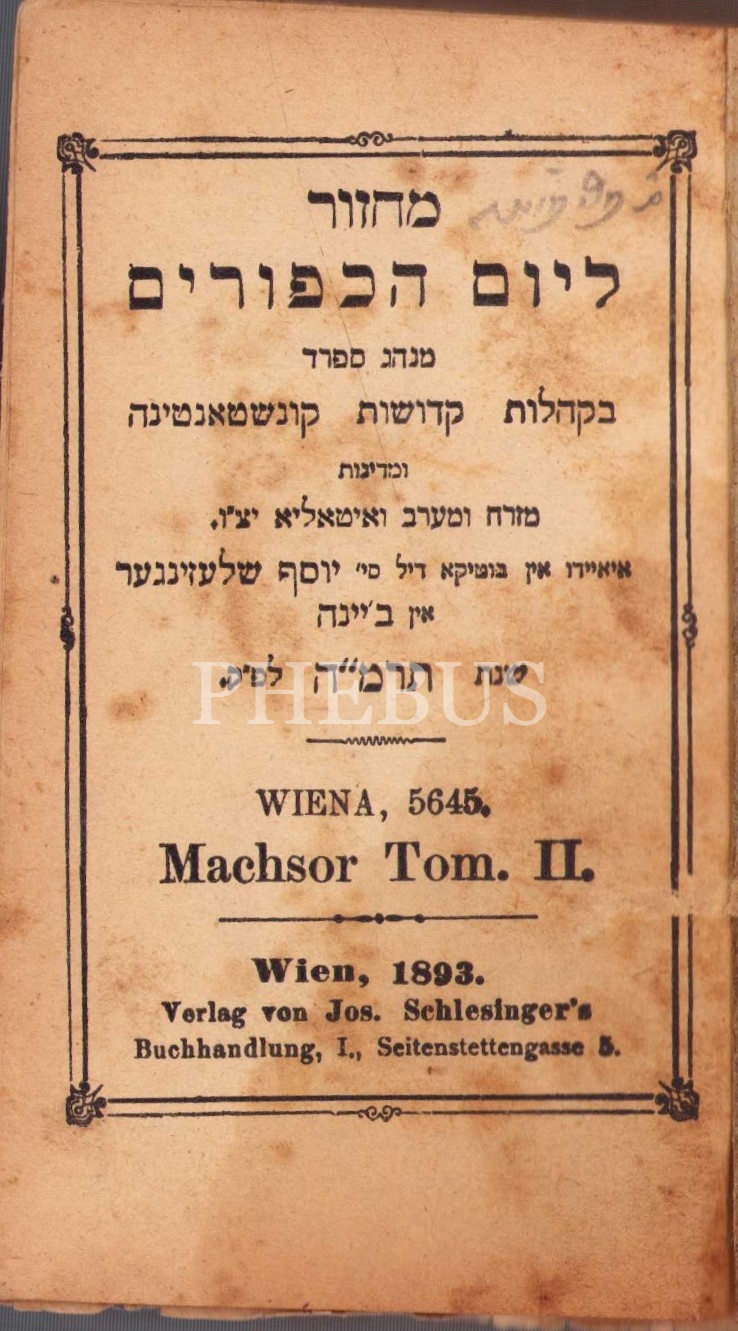 מחזור
ליום הכפורים
מנהג ספרד
בקהלות קדושות קונשטאנטינה
ומדינות
מזרח ומערב ואיטאליא יצ״ו.
איאיידו אין בוטיקא דיל סי׳ יוסף שלעזינגער
אין ב׳יינה
שנת תרמ״ה לפ״ק.
PHEBUS
WIENA, 5645.
Machsor Tom. II.
Wien, 1893.
Verlag von Jos. Schlesinger's
Buchhandlung, I., Seitenstettengasse 5.